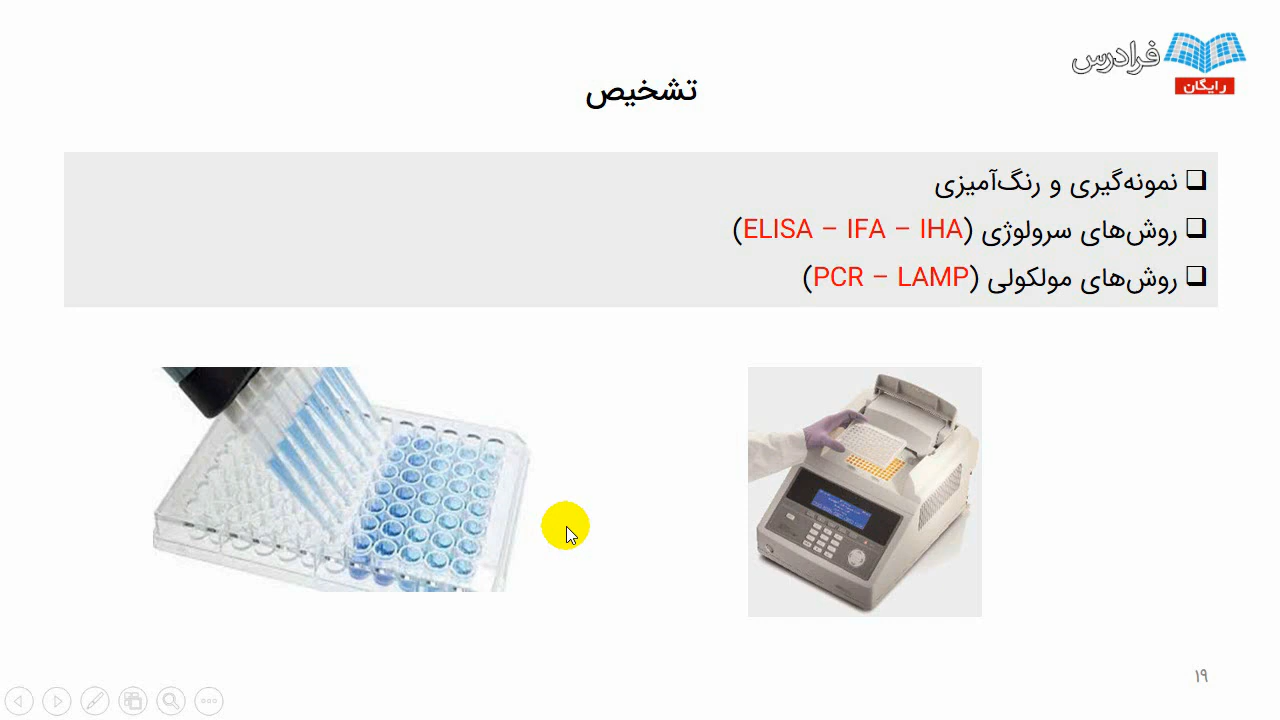 فرادرس
رایگان
تشخیص
❑ نمونه‌گیری و رنگ‌آمیزی
❑ روش‌های سرولوژی (ELISA – IFA – IHA)
❑ روش‌های مولکولی (PCR – LAMP)
۱۹